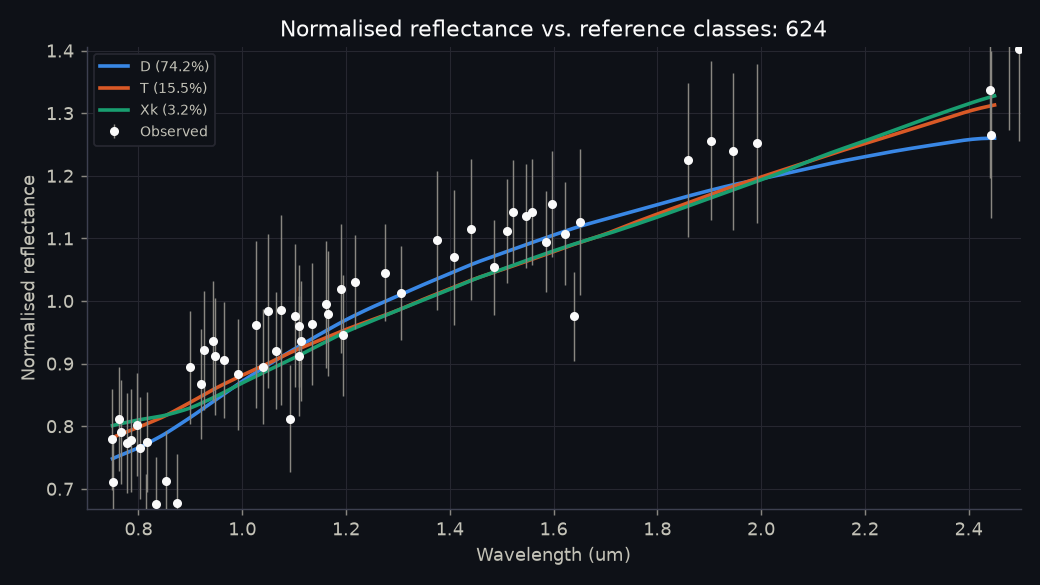 Normalised reflectance vs. reference classes: 624
D (74.2%)
T (15.5%)
Xk (3.2%)
Observed
Normalised reflectance
1.4
1.3
1.2
1.1
1.0
0.9
0.8
0.7
0.8 1.0 1.2 1.4 1.6 1.8 2.0 2.2 2.4
Wavelength (um)